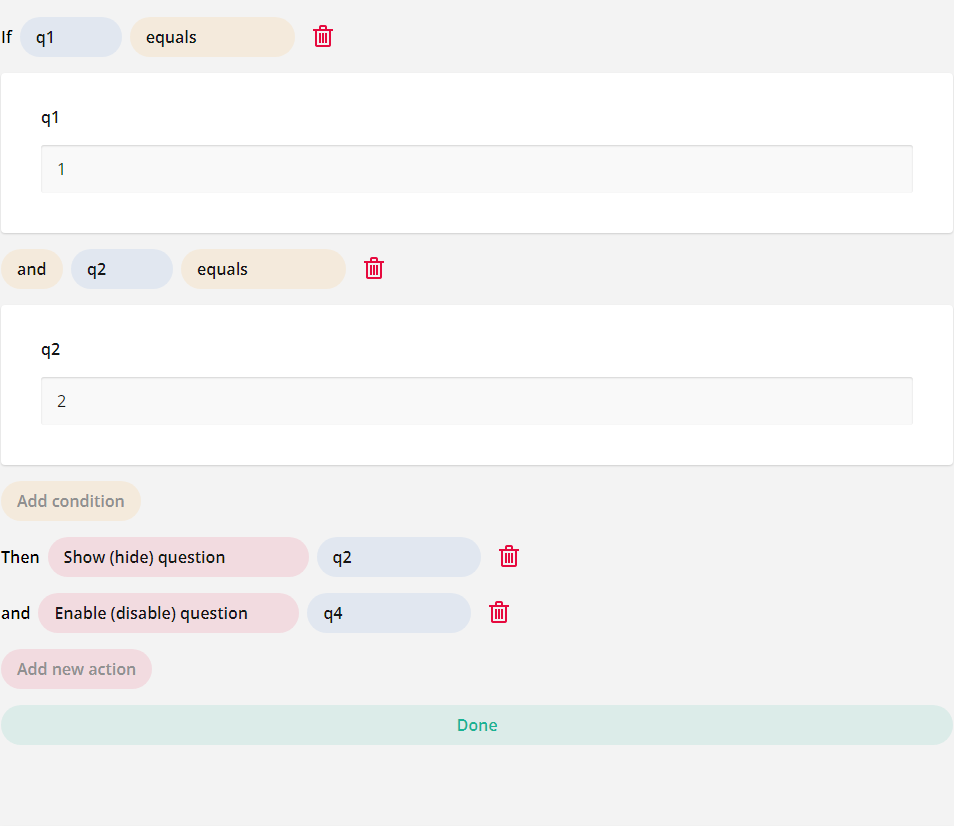 If q1 equals
q1
1
and q2 equals
q2
2
Add condition
Then Show (hide) question q2
and Enable (disable) question q4
Add new action
Done